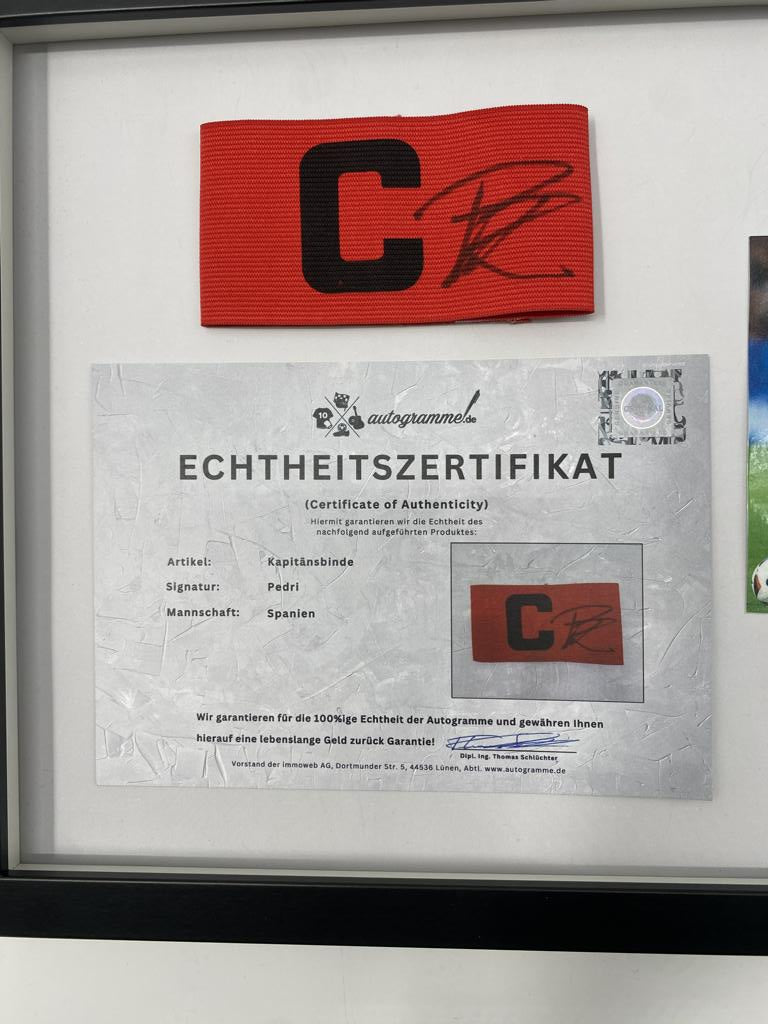 C
10
autogramme!.de
ECHTHEITSZERTIFIKAT
(Certificate of Authenticity)
Hiermit garantieren wir die Echtheit des
nachfolgend aufgeführten Produktes:
Artikel: Kapitänsbinde
Signatur: Pedri
Mannschaft: Spanien
C
Wir garantieren für die 100%ige Echtheit der Autogramme und gewähren Ihnen
hierauf eine lebenslange Geld zurück Garantie!
Dipl. Ing. Thomas Schlüchter
Vorstand der immoweb AG, Dortmunder Str. 5, 44536 Lünen, Abtl. www.autogramme.de